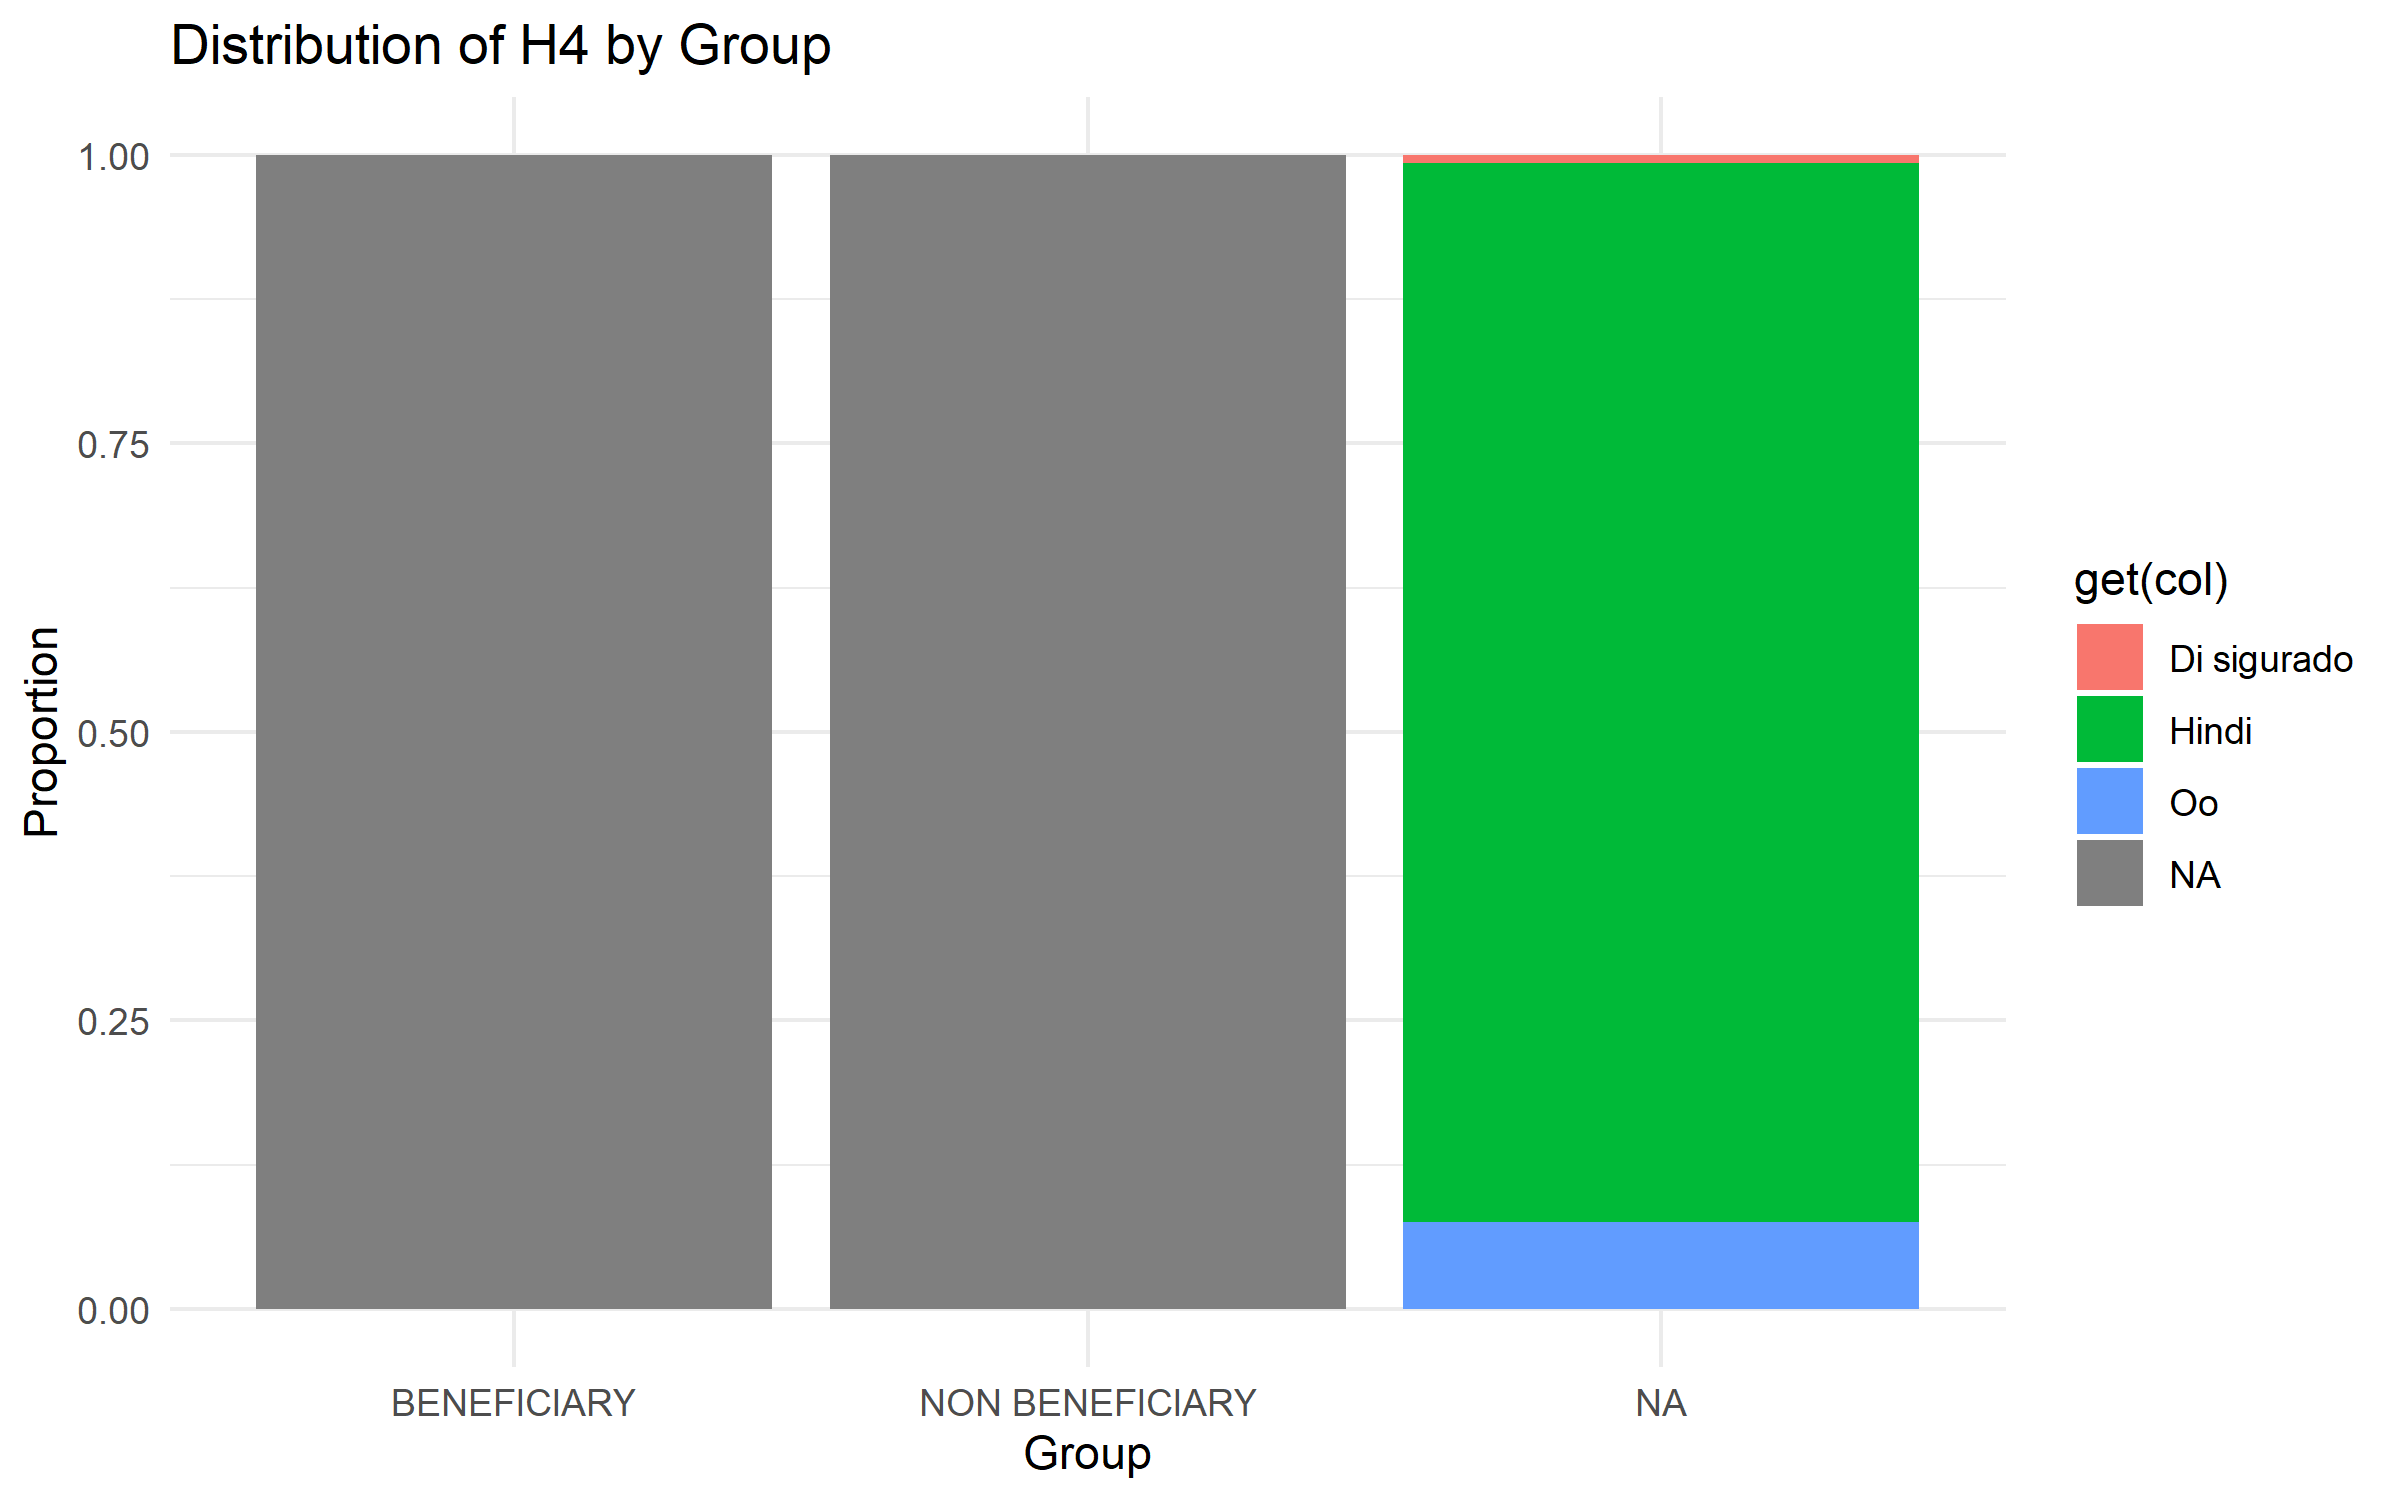 Distribution of H4 by Group
Proportion
1.00
0.75
0.50
0.25
0.00
BENEFICIARY
NON BENEFICIARY
NA
Group
get(col)
Di sigurado
Hindi
Oo
NA